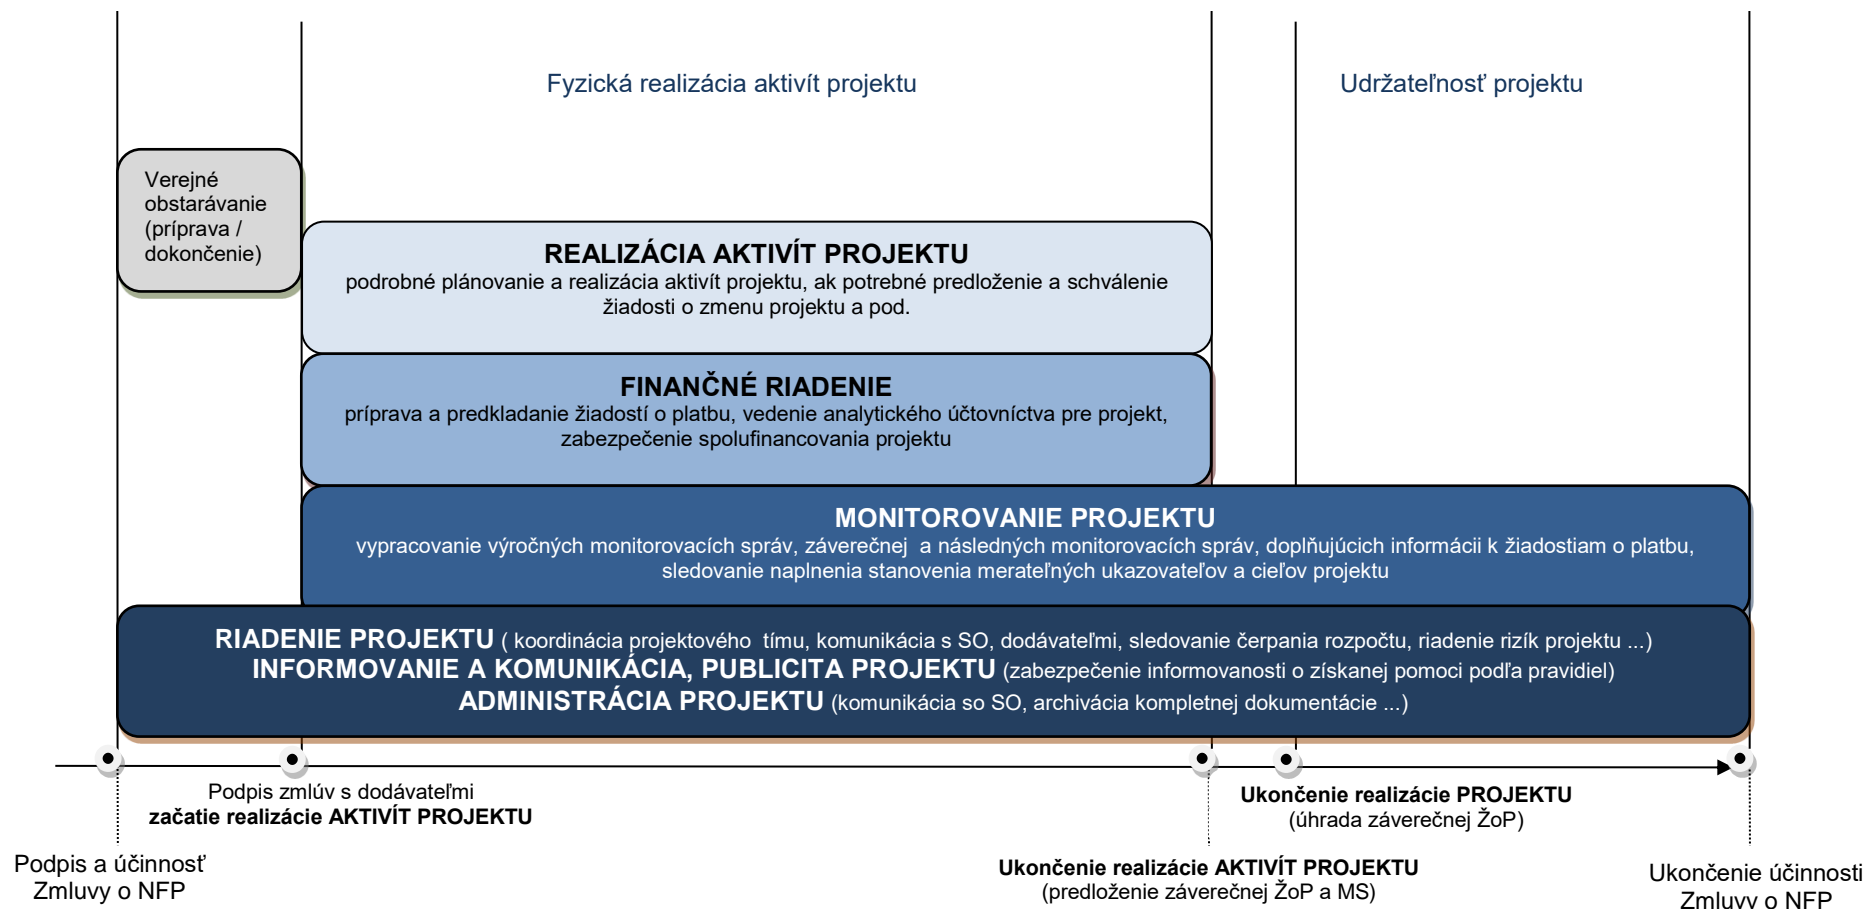 Fyzická realizácia aktivít projektu
Udržateľnosť projektu
Verejné
obstarávanie
(príprava /
dokončenie)
REALIZÁCIA AKTIVÍT PROJEKTU
podrobné plánovanie a realizácia aktivít projektu, ak potrebné predloženie a schválenie
žiadosti o zmenu projektu a pod.
FINANČNÉ RIADENIE
príprava a predkladanie žiadostí o platbu, vedenie analytického účtovníctva pre projekt,
zabezpečenie spolufinancovania projektu
MONITOROVANIE PROJEKTU
vypracovanie výročných monitorovacích správ, záverečnej  a následných monitorovacích správ, doplňujúcich informácii k žiadostiam o platbu,
sledovanie naplnenia stanovenia merateľných ukazovateľov a cieľov projektu
RIADENIE PROJEKTU ( koordinácia projektového  tímu, komunikácia s SO, dodávateľmi, sledovanie čerpania rozpočtu, riadenie rizík projektu ...)
INFORMOVANIE A KOMUNIKÁCIA, PUBLICITA PROJEKTU (zabezpečenie informovanosti o získanej pomoci podľa pravidiel)
ADMINISTRÁCIA PROJEKTU (komunikácia so SO, archivácia kompletnej dokumentácie ...)
Podpis zmlúv s dodávateľmi
začatie realizácie AKTIVÍT PROJEKTU
Ukončenie realizácie PROJEKTU
(úhrada záverečnej ŽoP)
Podpis a účinnosť
Zmluvy o NFP
Ukončenie realizácie AKTIVÍT PROJEKTU
(predloženie záverečnej ŽoP a MS)
Ukončenie účinnosti
Zmluvy o NFP